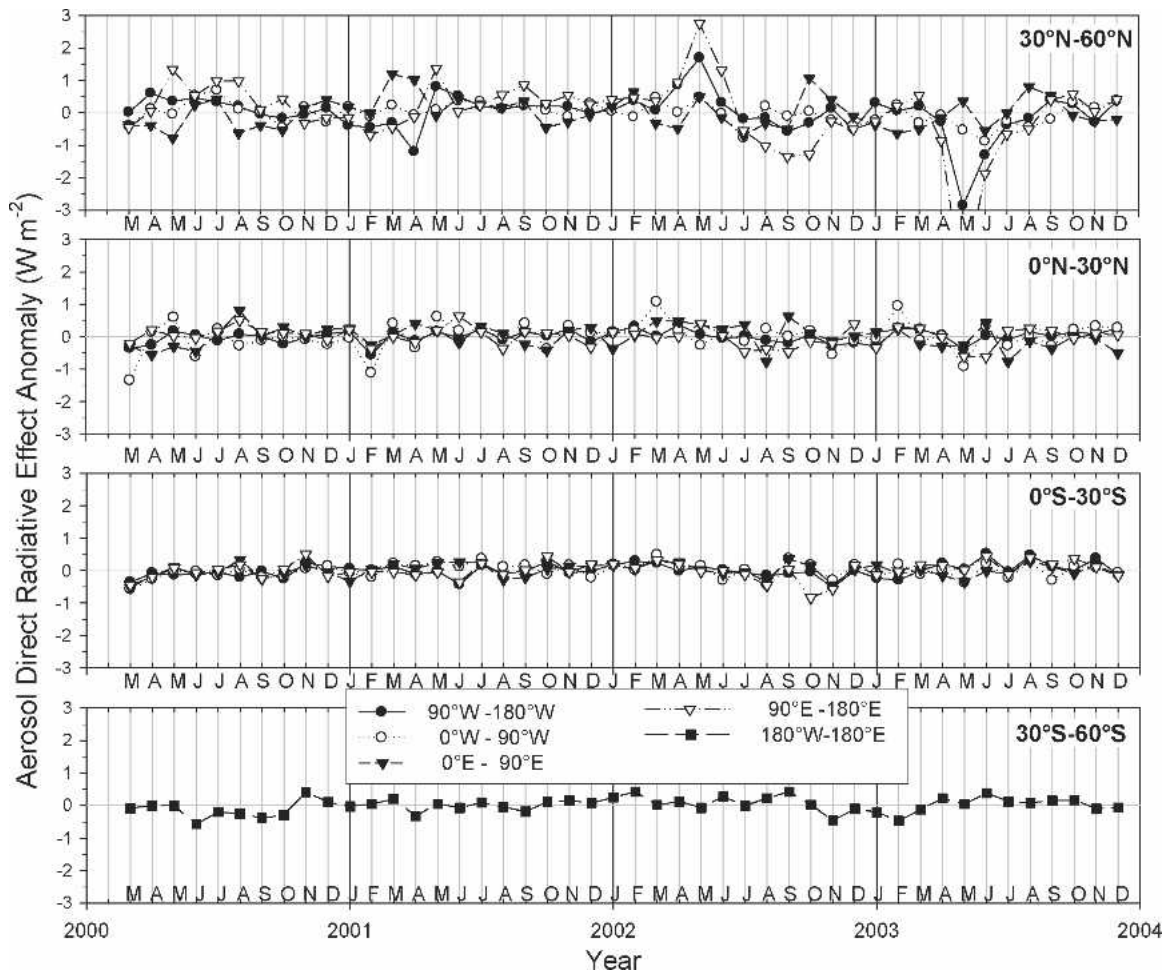 Aerosol Direct Radiative Effect Anomaly (W m-2)
3
2
1
0
-1
-2
-3
30°N-60°N
M A M J J A S O N D J F M A M J J A S O N D J F M A M J J A S O N D J F M A M J J A S O N D
3
2
1
0
-1
-2
-3
0°N-30°N
M A M J J A S O N D J F M A M J J A S O N D J F M A M J J A S O N D J F M A M J J A S O N D
3
2
1
0
-1
-2
-3
0°S-30°S
M A M J J A S O N D J F M A M J J A S O N D J F M A M J J A S O N D J F M A M J J A S O N D
90°W -180°W
0°W - 90°W
0°E - 90°E
90°E -180°E
180°W-180°E
3
2
1
0
-1
-2
-3
30°S-60°S
M A M J J A S O N D J F M A M J J A S O N D J F M A M J J A S O N D J F M A M J J A S O N D
2000 2001 2002 2003 2004
Year